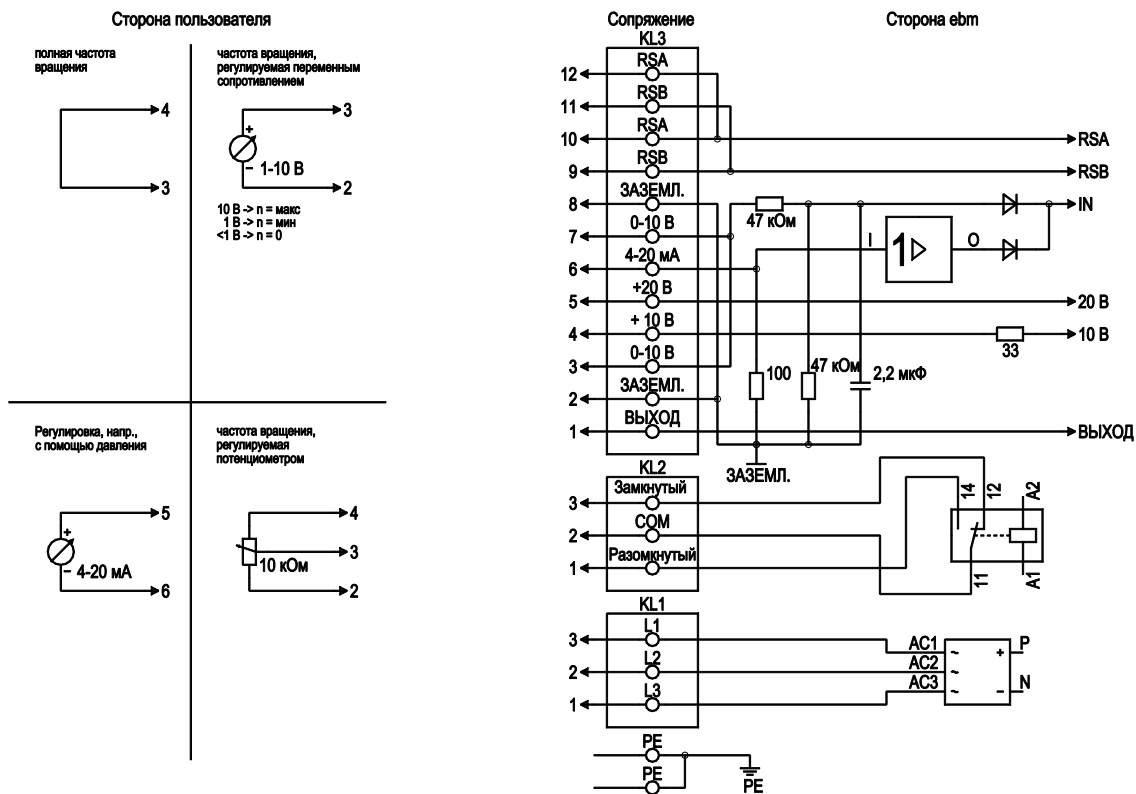 Сторона пользователя
полная частота
вращения
4
3
частота вращения,
регулируемая переменным
сопротивлением
3
+
− 1-10 В
2
10 В -> n = макс
1 В -> n = мин
<1 В -> n = 0
Регулировка, напр.,
с помощью давления
5
+
− 4-20 мА
6
частота вращения,
регулируемая
потенциометром
4
3
10 кОм
2
Сопряжение
Сторона ebm
KL3
12 RSA
11 RSB
10 RSA RSA
9 RSB RSB
8 ЗАЗЕМЛ. 47 кОм IN
7 0-10 В I 1 O
6 4-20 мА
5 +20 В 20 В
4 + 10 В 33 10 В
3 0-10 В 100 47 кОм 2,2 мкФ
2 ЗАЗЕМЛ.
1 ВЫХОД ВЫХОД
ЗАЗЕМЛ.
KL2
3 Замкнутый
2 COM
1 Разомкнутый
14 12 A2
11 A1
KL1
3 L1 AC1 ~ + P
2 L2 AC2 ~
1 L3 AC3 ~ − N
PE
PE
PE